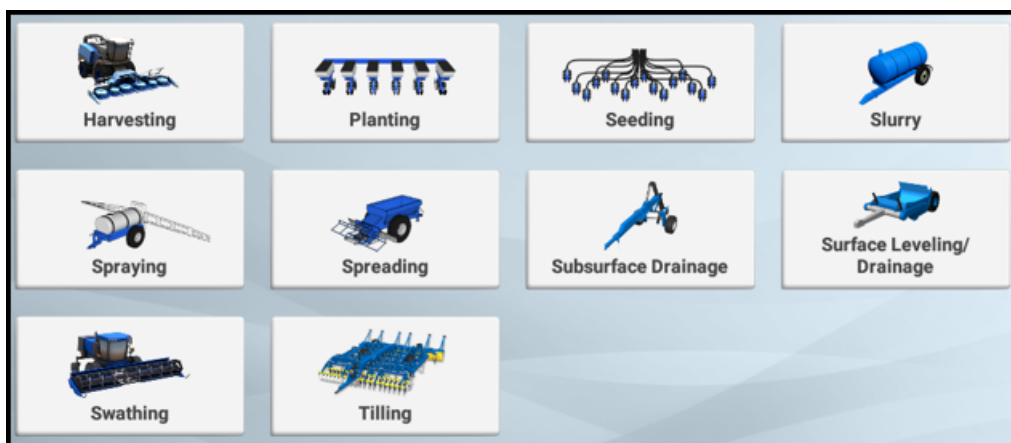 Harvesting
Planting
Seeding
Slurry
Spraying
Spreading
Subsurface Drainage
Surface Leveling/
Drainage
Swathing
Tilling